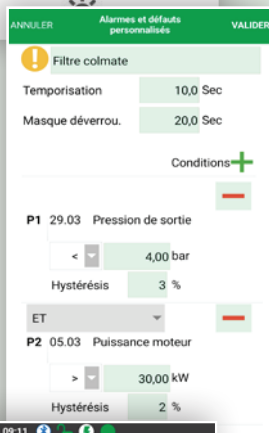 ANNULER Alarmes et défauts personnalisés VALIDER
Filtre colmate
Temporisation 10,0 Sec
Masque déverrou. 20,0 Sec
Conditions
P1 29.03 Pression de sortie
< 4,00 bar
Hystérésis 3 %
ET
P2 05.03 Puissance moteur
> 30,00 kW
Hystérésis 2 %
09:11